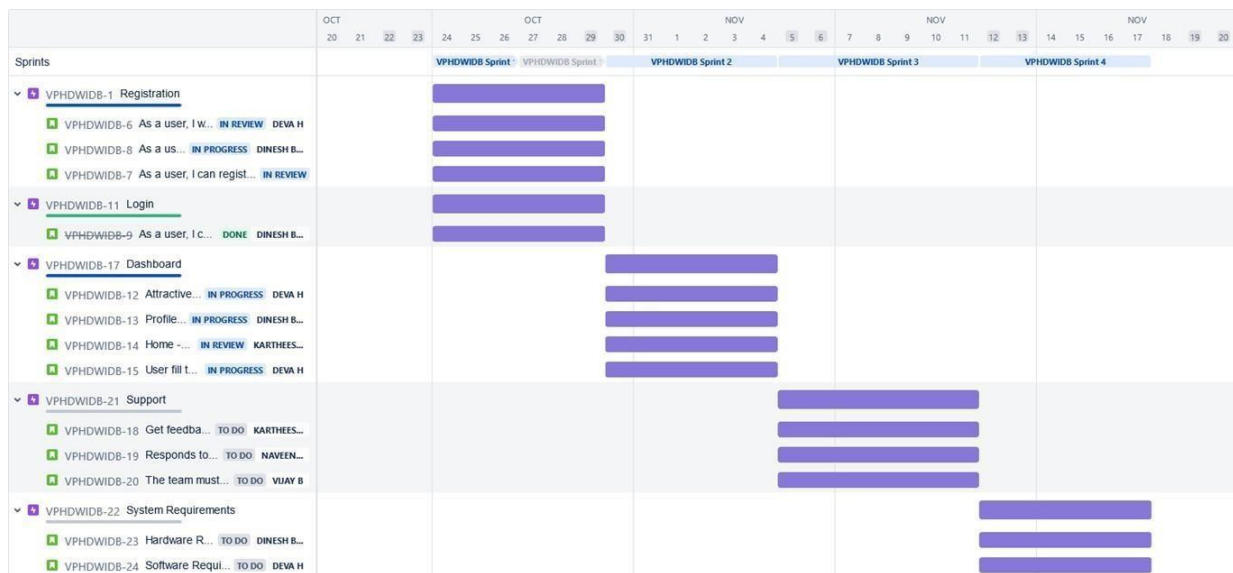 OCT OCT NOV NOV NOV
20 21 22 23 24 25 26 27 28 29 30 31 1 2 3 4 5 6 7 8 9 10 11 12 13 14 15 16 17 18 19 20
Sprints VPHDWIDB Sprint VPHDWIDB Sprint VPHDWIDB Sprint 2 VPHDWIDB Sprint 3 VPHDWIDB Sprint 4
VPHDWIDB-1 Registration
VPHDWIDB-6 As a user, I w... IN REVIEW DEVA H
VPHDWIDB-8 As a us... IN PROGRESS DINESH B...
VPHDWIDB-7 As a user, I can regist... IN REVIEW
VPHDWIDB-11 Login
VPHDWIDB-9 As a user, I c... DONE DINESH B...
VPHDWIDB-17 Dashboard
VPHDWIDB-12 Attractive... IN PROGRESS DEVA H
VPHDWIDB-13 Profile... IN PROGRESS DINESH B...
VPHDWIDB-14 Home -... IN REVIEW KARTHEES...
VPHDWIDB-15 User fill t... IN PROGRESS DEVA H
VPHDWIDB-21 Support
VPHDWIDB-18 Get feedba... TO DO KARTHEES...
VPHDWIDB-19 Responds to... TO DO NAVEEN...
VPHDWIDB-20 The team must... TO DO VIJAY B
VPHDWIDB-22 System Requirements
VPHDWIDB-23 Hardware R... TO DO DINESH B...
VPHDWIDB-24 Software Requi... TO DO DEVA H